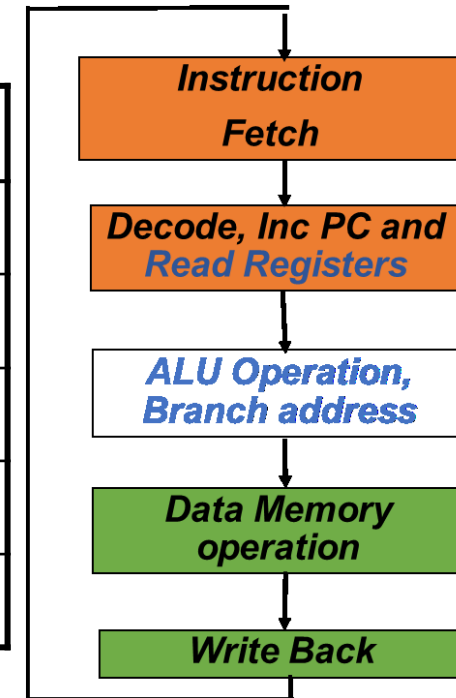 Instruction
Fetch
Decode, Inc PC and
Read Registers
ALU Operation,
Branch address
Data Memory
operation
Write Back